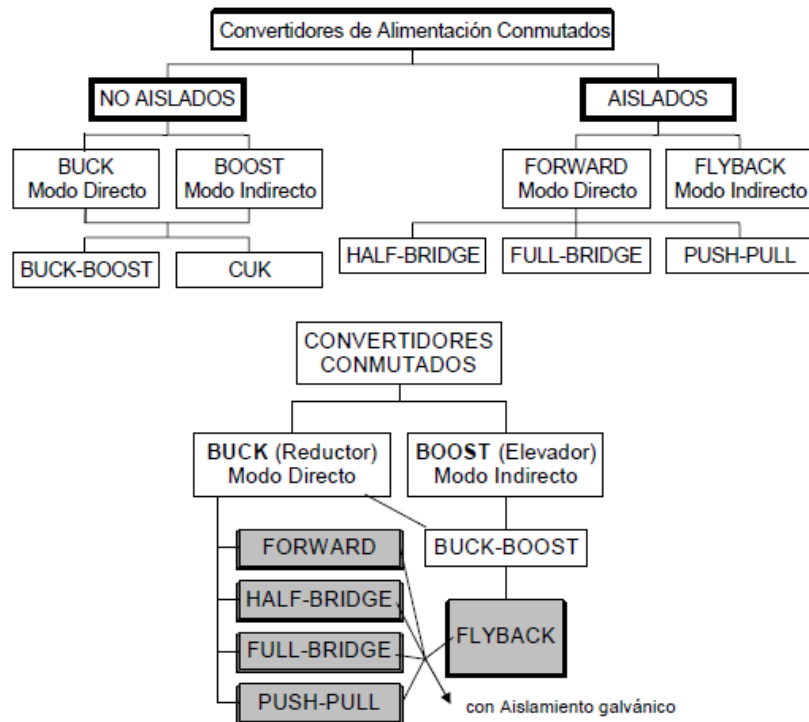 Convertidores de Alimentación Conmutados
NO AISLADOS
AISLADOS
BUCK
Modo Directo
BOOST
Modo Indirecto
FORWARD
Modo Directo
FLYBACK
Modo Indirecto
BUCK-BOOST
CUK
HALF-BRIDGE
FULL-BRIDGE
PUSH-PULL
CONVERTIDORES
CONMUTADOS
BUCK (Reductor)
Modo Directo
BOOST (Elevador)
Modo Indirecto
FORWARD
BUCK-BOOST
HALF-BRIDGE
FULL-BRIDGE
FLYBACK
PUSH-PULL
con Aislamiento galvánico